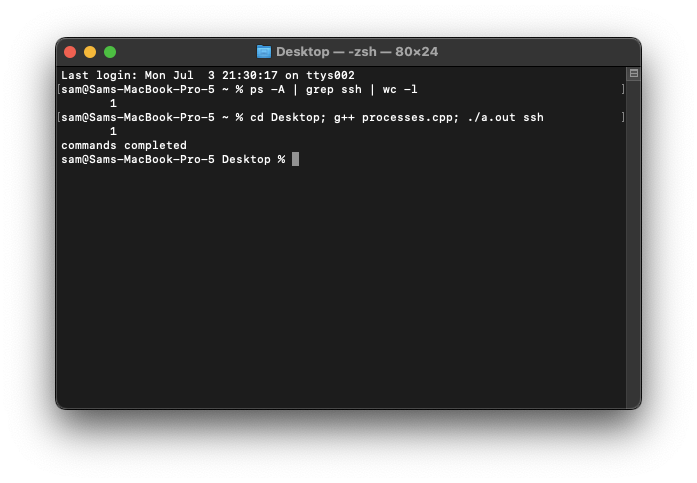 Desktop — -zsh — 80×24
Last login: Mon Jul  3 21:30:17 on ttys002
[sam@Sams-MacBook-Pro-5 ~ % ps -A | grep ssh | wc -l ]
       1
[sam@Sams-MacBook-Pro-5 ~ % cd Desktop; g++ processes.cpp; ./a.out ssh ]
       1
commands completed
sam@Sams-MacBook-Pro-5 Desktop %